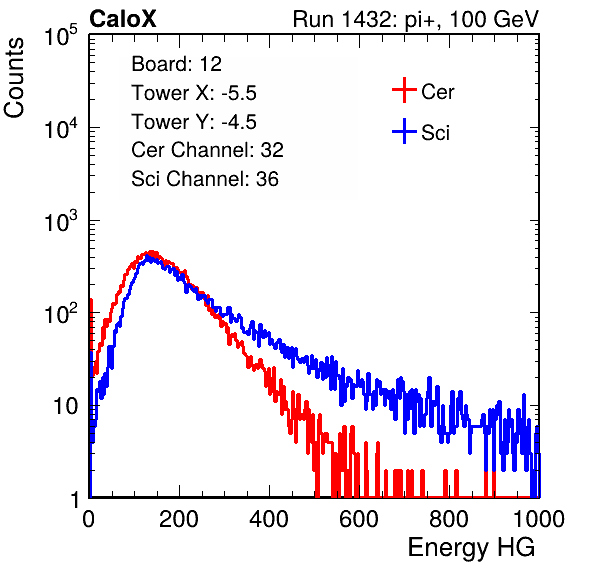 CaloX Run 1432: pi+, 100 GeV
Counts
10^5
10^4
10^3
10^2
10
1
Board: 12
Tower X: -5.5
Tower Y: -4.5
Cer Channel: 32
Sci Channel: 36
Cer
Sci
0 200 400 600 800 1000
Energy HG